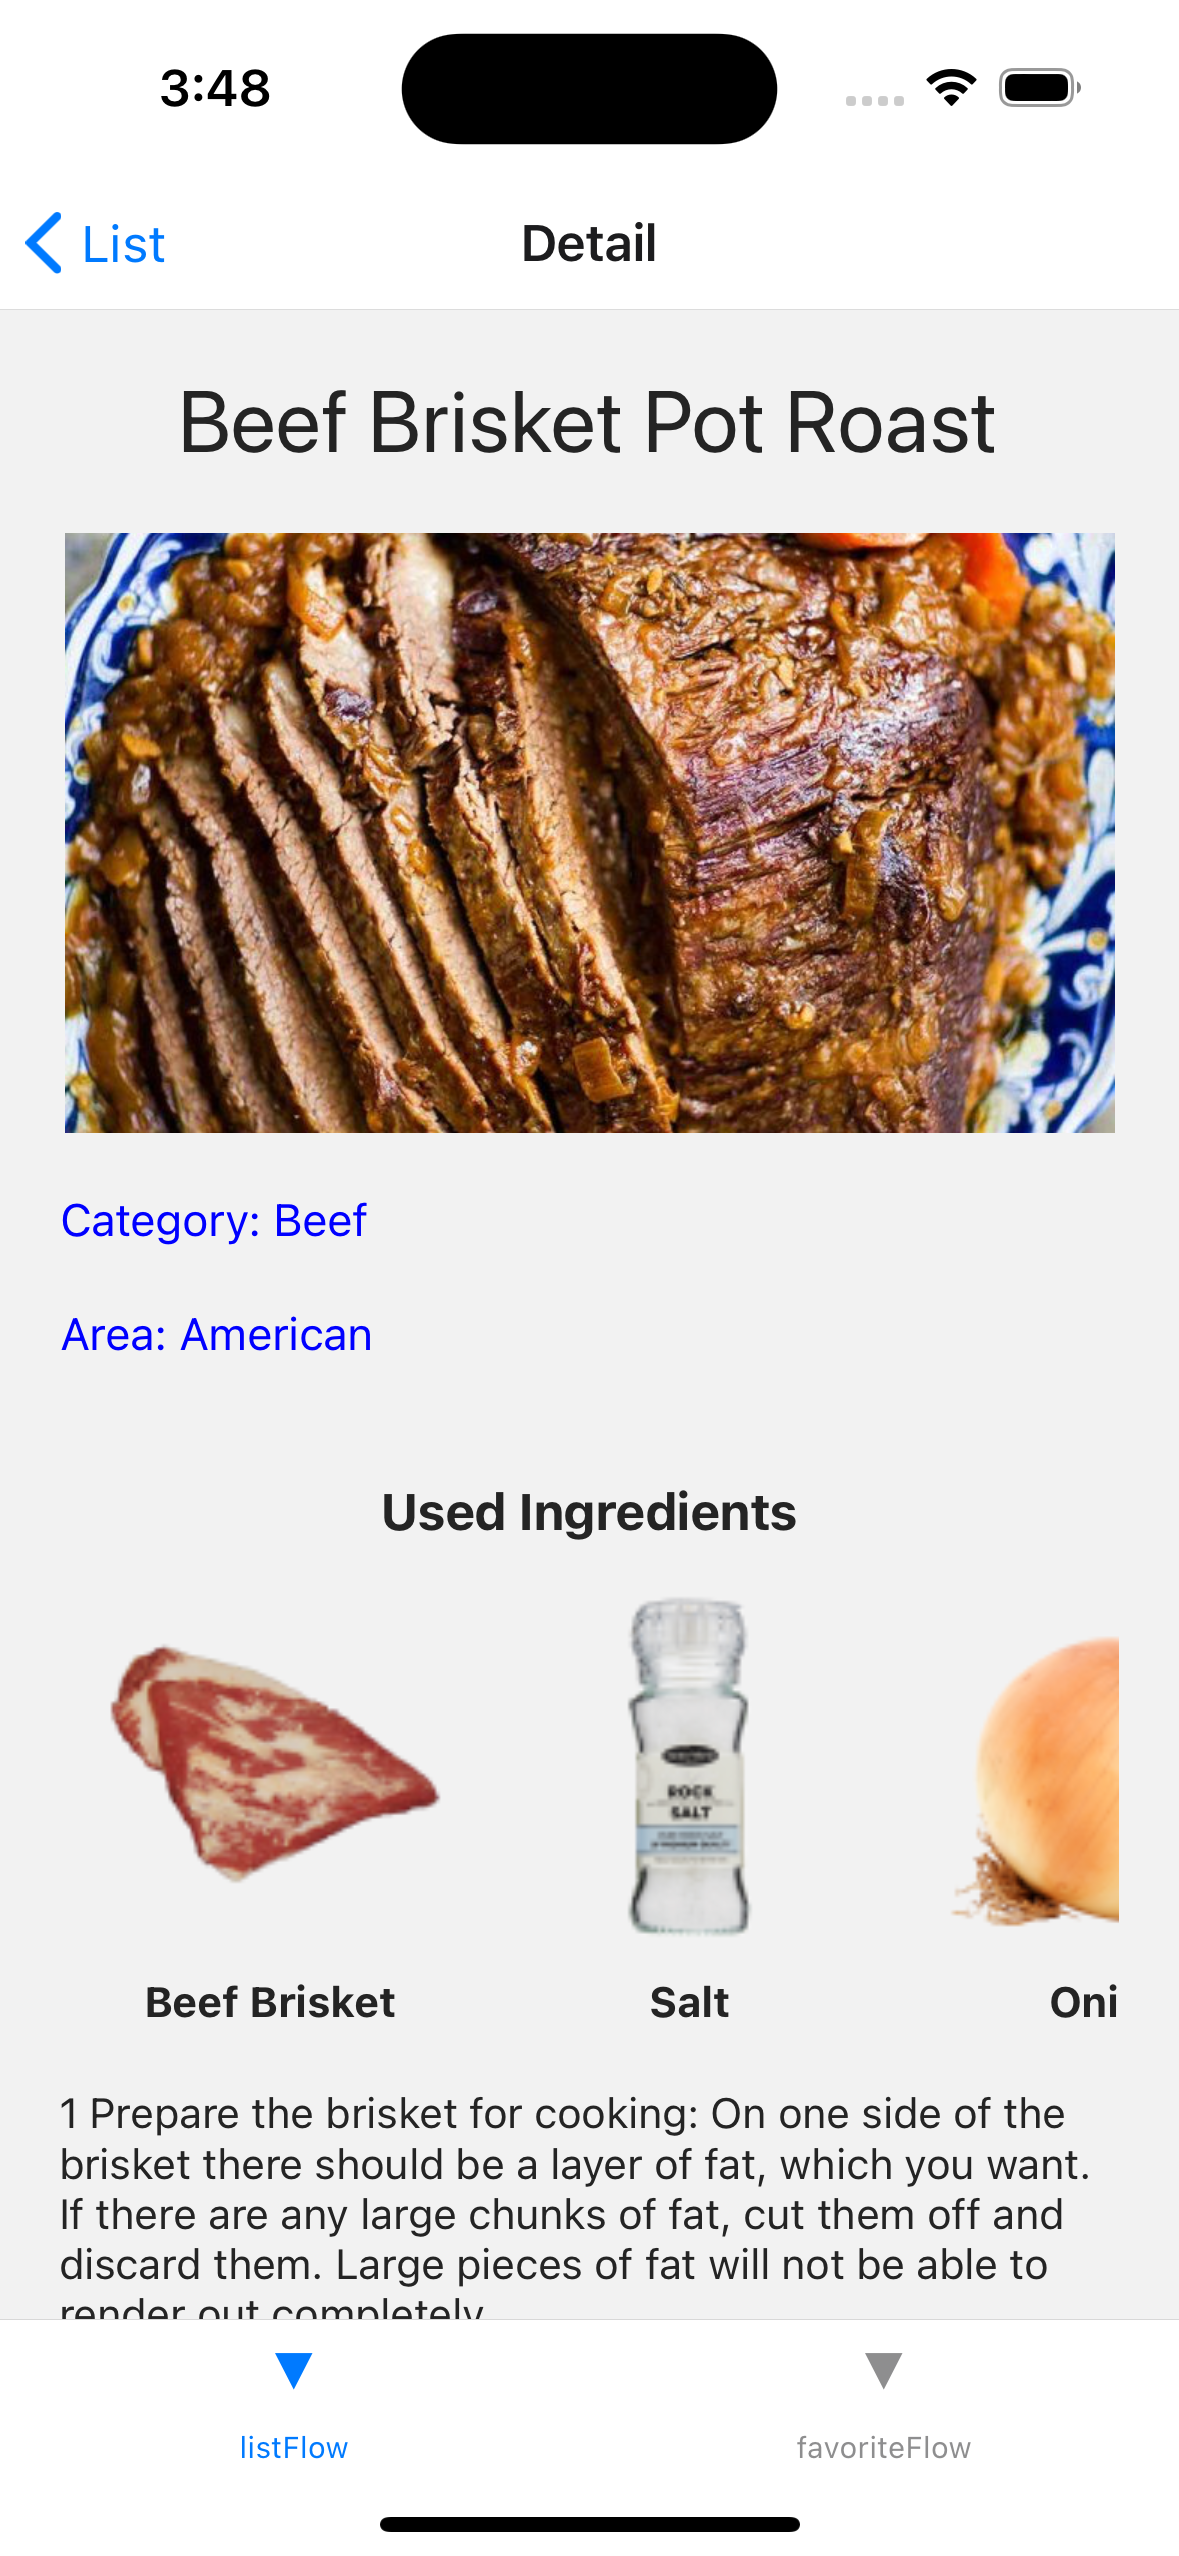 3:48
List
Detail
Beef Brisket Pot Roast
Category: Beef
Area: American
Used Ingredients
ROCK
SALT
Beef Brisket
Salt
Oni
1 Prepare the brisket for cooking: On one side of the
brisket there should be a layer of fat, which you want.
If there are any large chunks of fat, cut them off and
discard them. Large pieces of fat will not be able to
render out completely.
listFlow
favoriteFlow